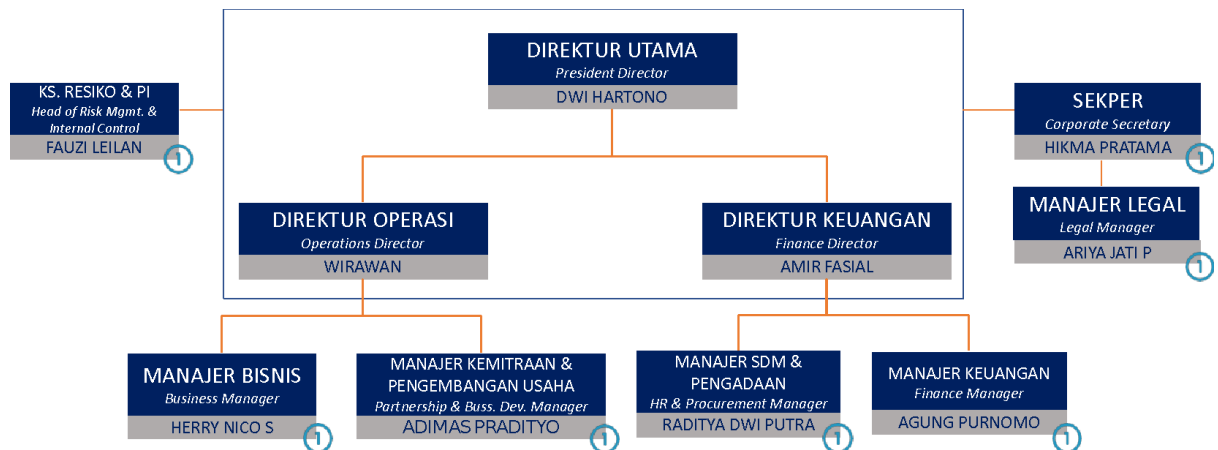 DIREKTUR UTAMA
President Director
DWI HARTONO
KS. RESIKO & PI
Head of Risk Mgmt. &
Internal Control
FAUZI LEILAN
1
SEKPER
Corporate Secretary
HIKMA PRATAMA
1
MANAJER LEGAL
Legal Manager
ARIYA JATI P
1
DIREKTUR OPERASI
Operations Director
WIRAWAN
DIREKTUR KEUANGAN
Finance Director
AMIR FASIAL
MANAJER BISNIS
Business Manager
HERRY NICO S
1
MANAJER KEMITRAAN &
PENGEMBANGAN USAHA
Partnership & Buss. Dev. Manager
ADIMAS PRADITYO
1
MANAJER SDM &
PENGADAAN
HR & Procurement Manager
RADITYA DWI PUTRA
1
MANAJER KEUANGAN
Finance Manager
AGUNG PURNOMO
1